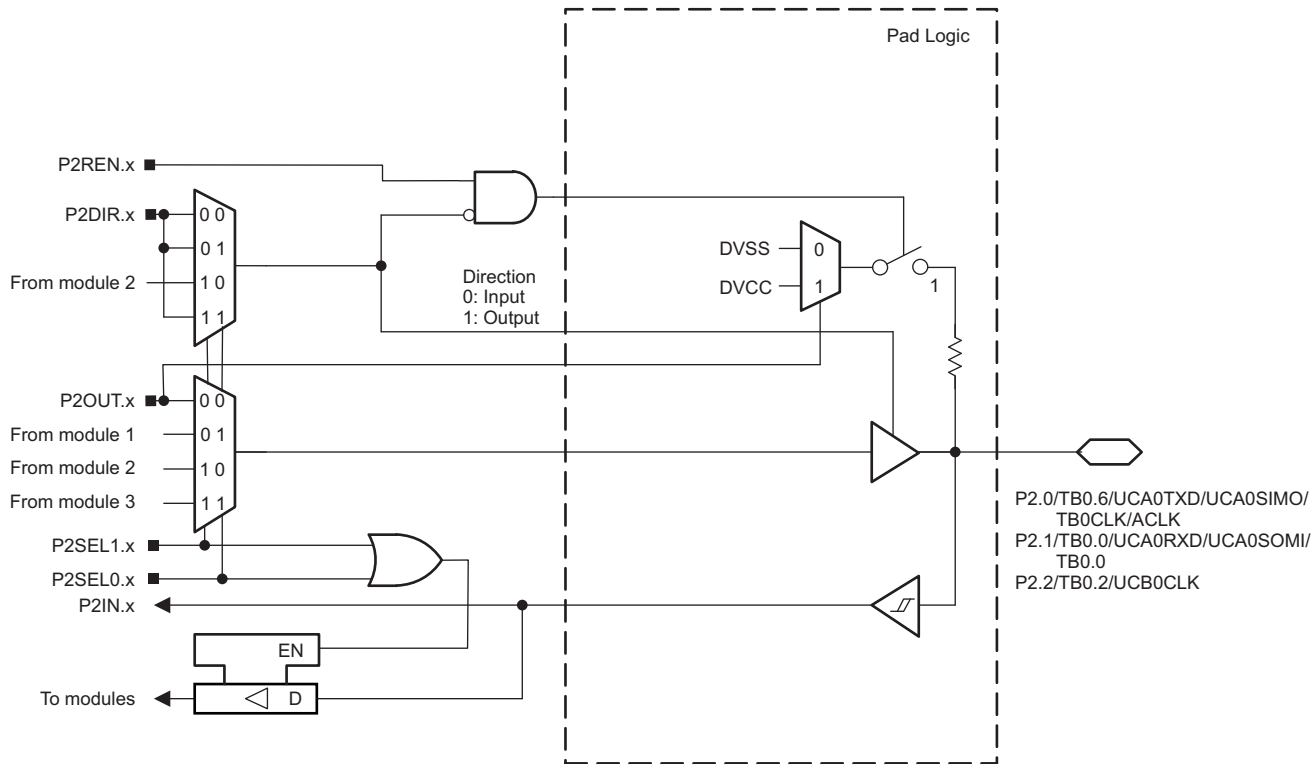 Pad Logic
P2REN.x
P2DIR.x
0 0
0 1
From module 2
1 0
1 1
Direction
0: Input
1: Output
DVSS
0
DVCC
1
1
P2OUT.x
0 0
From module 1
0 1
From module 2
1 0
From module 3
1 1
P2SEL1.x
P2SEL0.x
P2IN.x
EN
To modules
D
P2.0/TB0.6/UCA0TXD/UCA0SIMO/
TB0CLK/ACLK
P2.1/TB0.0/UCA0RXD/UCA0SOMI/
TB0.0
P2.2/TB0.2/UCB0CLK